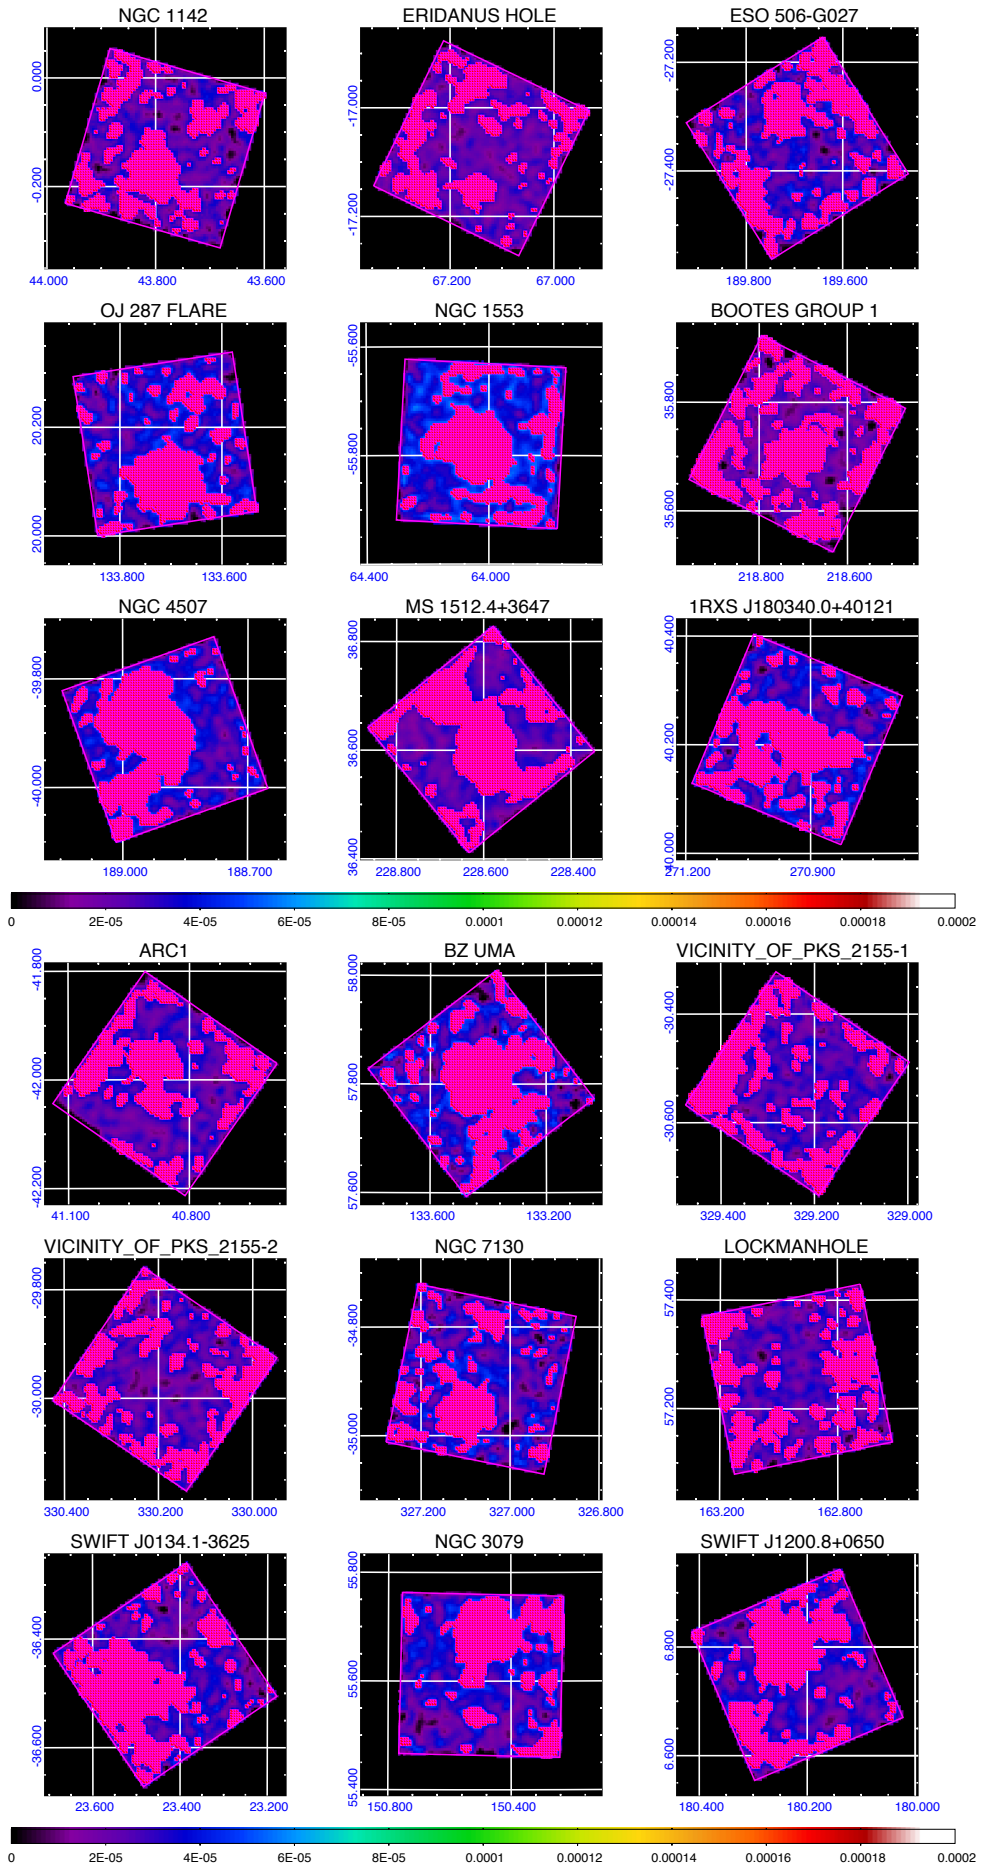 NGC 1142
ERIDANUS HOLE
ESO 506-G027
0.000
-0.200
44.000 43.800 43.600
-17.000
-17.200
67.200 67.000
-27.200
-27.400
189.800 189.600
OJ 287 FLARE
NGC 1553
BOOTES GROUP 1
20.200
20.000
133.800 133.600
-55.600
-55.800
64.400 64.000
35.800
35.600
218.800 218.600
NGC 4507
MS 1512.4+3647
1RXS J180340.0+40121
-39.800
-40.000
189.000 188.700
36.800
36.600
36.400
228.800 228.600 228.400
40.400
40.200
40.000
271.200 270.900
0 2E-05 4E-05 6E-05 8E-05 0.0001 0.00012 0.00014 0.00016 0.00018 0.0002
ARC1
BZ UMA
VICINITY_OF_PKS_2155-1
-41.800
-42.000
-42.200
41.100 40.800
58.000
57.800
57.600
133.600 133.200
-30.400
-30.600
329.400 329.200 329.000
VICINITY_OF_PKS_2155-2
NGC 7130
LOCKMANHOLE
-29.800
-30.000
330.400 330.200 330.000
-34.800
-35.000
327.200 327.000 326.800
57.400
57.200
163.200 162.800
SWIFT J0134.1-3625
NGC 3079
SWIFT J1200.8+0650
-36.400
-36.600
23.600 23.400 23.200
55.800
55.600
55.400
150.800 150.400
6.800
6.600
180.400 180.200 180.000
0 2E-05 4E-05 6E-05 8E-05 0.0001 0.00012 0.00014 0.00016 0.00018 0.0002